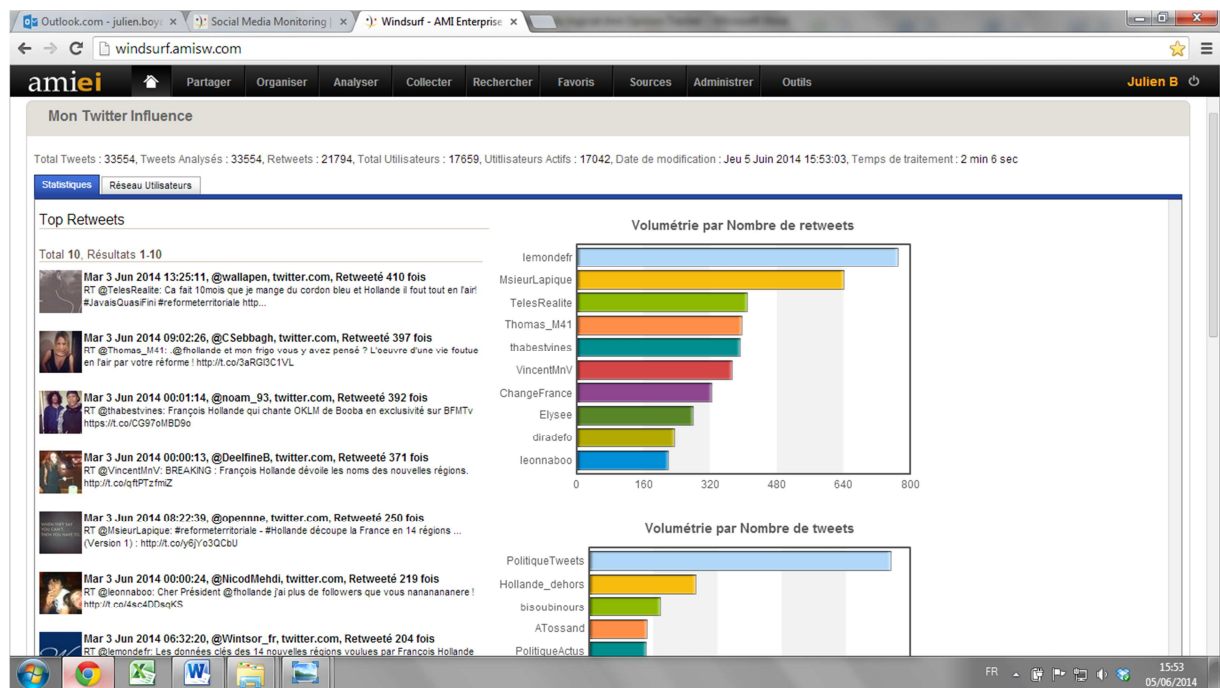 Outlook.com - julien.boya
Social Media Monitoring |
Windsurf - AMI Enterprise
windsurf.amisw.com
amiei
Partager Organiser Analyser Collecter Rechercher Favoris Sources Administrer Outils
Julien B
Mon Twitter Influence
Total Tweets : 33554, Tweets Analysés : 33554, Retweets : 21794, Total Utilisateurs : 17659, Utitlisateurs Actifs : 17042, Date de modification : Jeu 5 Juin 2014 15:53:03, Temps de traitement : 2 min 6 sec
Statistiques Réseau Utilisateurs
Top Retweets
Total 10, Résultats 1-10
Mar 3 Jun 2014 13:25:11, @wallapen, twitter.com, Retweeté 410 fois
RT @TelesRealite: Ca fait 10mois que je mange du cordon bleu et Hollande il fout tout en l'air!
#JavaisQuasiFini #reformeterritoriale http...
Mar 3 Jun 2014 09:02:26, @CSebbagh, twitter.com, Retweeté 397 fois
RT @Thomas_M41: .@fhollande et mon frigo vous y avez pensé ? L'oeuvre d'une vie foutue
en l'air par votre réforme ! http://t.co/3aRGl3C1VL
Mar 3 Jun 2014 00:01:14, @noam_93, twitter.com, Retweeté 392 fois
RT @thabestvines: François Hollande qui chante OKLM de Booba en exclusivité sur BFMTv
https://t.co/CG97oMBD9o
Mar 3 Jun 2014 00:00:13, @DeelfineB, twitter.com, Retweeté 371 fois
RT @VincentMnV: BREAKING : François Hollande dévoile les noms des nouvelles régions.
http://t.co/qftPTzfmiZ
Mar 3 Jun 2014 08:22:39, @opennne, twitter.com, Retweeté 250 fois
RT @MsieurLapique: #reformeterritoriale - #Hollande découpe la France en 14 régions ...
(Version 1) : http://t.co/y6jYo3QCbU
Mar 3 Jun 2014 00:00:24, @NicodMehdi, twitter.com, Retweeté 219 fois
RT @leonnaboo: Cher Président @fhollande j'ai plus de followers que vous nanananere !
http://t.co/4sc4DDsqKS
Mar 3 Jun 2014 06:32:20, @Wintsor_fr, twitter.com, Retweeté 204 fois
RT @lemondefr: Les données clés des 14 nouvelles régions voulues par François Hollande
Volumétrie par Nombre de retweets
lemondefr
MsieurLapique
TelesRealite
Thomas_M41
thabestvines
VincentMnV
ChangeFrance
Elysee
diradefo
leonnaboo
0 160 320 480 640 800
Volumétrie par Nombre de tweets
PolitiqueTweets
Hollande_dehors
bisoubinours
ATossand
PolitiqueActus
FR
15:53
05/06/2014